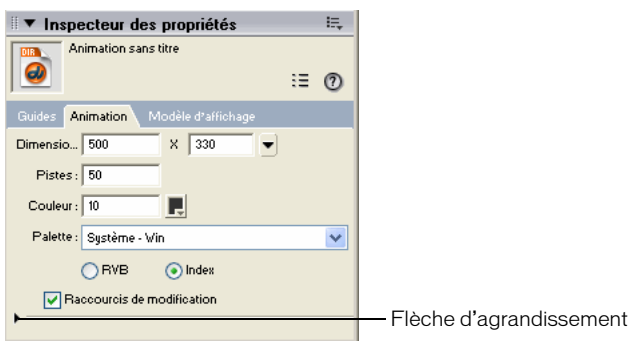 Inspecteur des propriétés
DIR
Animation sans titre
Guides Animation Modèle d'affichage
Dimensio... 500 X 330
Pistes : 50
Couleur : 10
Palette : Système - Win
RVB Index
Raccourcis de modification
Flèche d'agrandissement